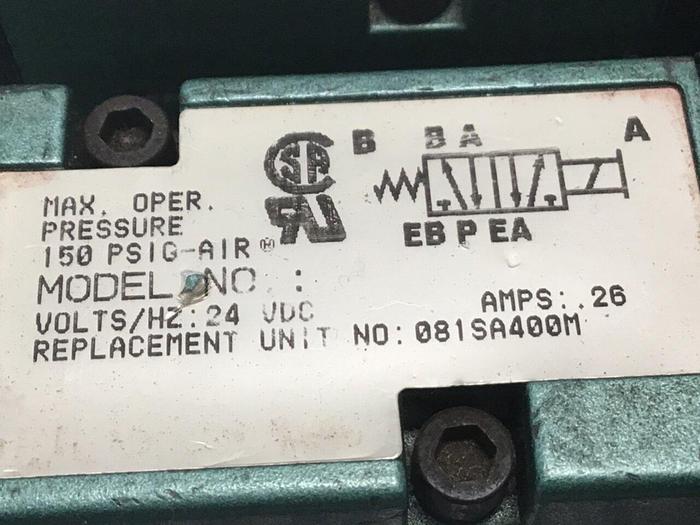 B BA A
EB P EA
MAX. OPER.
PRESSURE
150 PSIG-AIR ®
MODEL NO.:
VOLTS/HZ:24 VDC AMPS:.26
REPLACEMENT UNIT NO:081SA400M